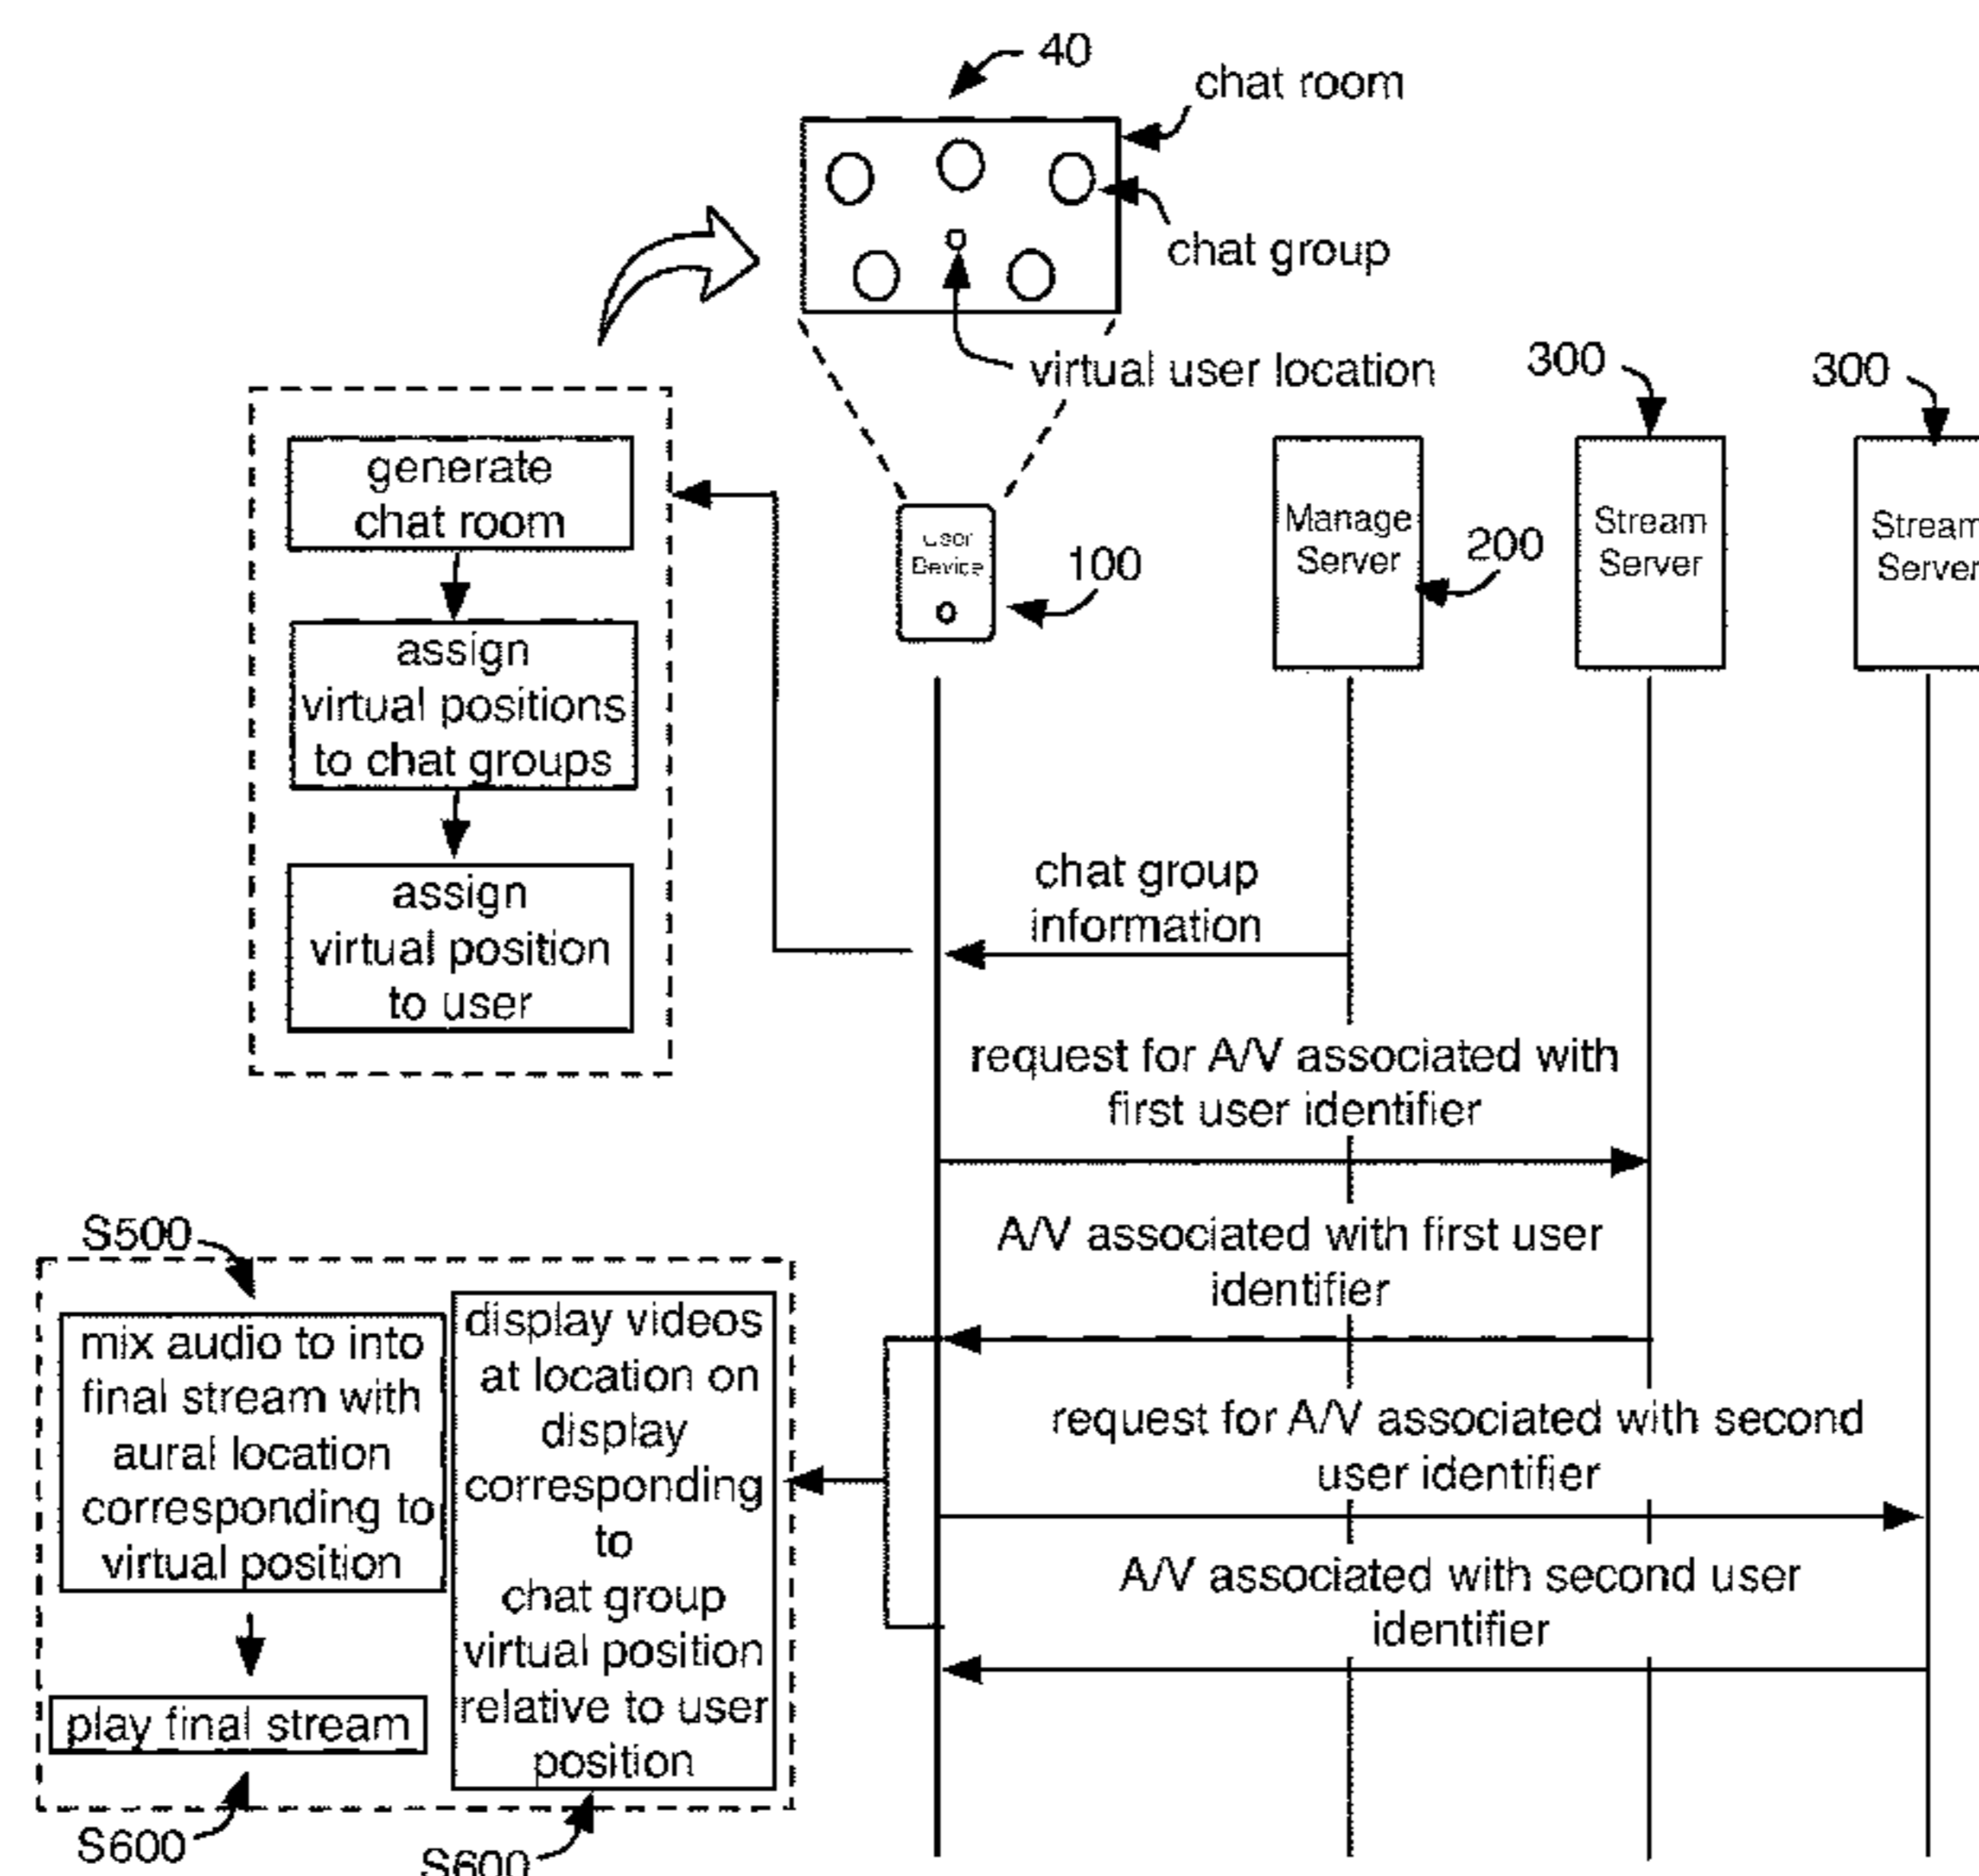 40
chat room
chat group
virtual user location
300
300
generate
chat room
assign
virtual positions
to chat groups
assign
virtual position
to user
User
Device
100
Manage
Server
200
Stream
Server
Stream
Server
chat group
information
request for A/V associated with
first user identifier
A/V associated with first user
identifier
request for A/V associated with second
user identifier
A/V associated with second user
identifier
S500
mix audio to into
final stream with
aural location
corresponding to
virtual position
play final stream
S600
display videos
at location on
display
corresponding
to
chat group
virtual position
relative to user
position
S600